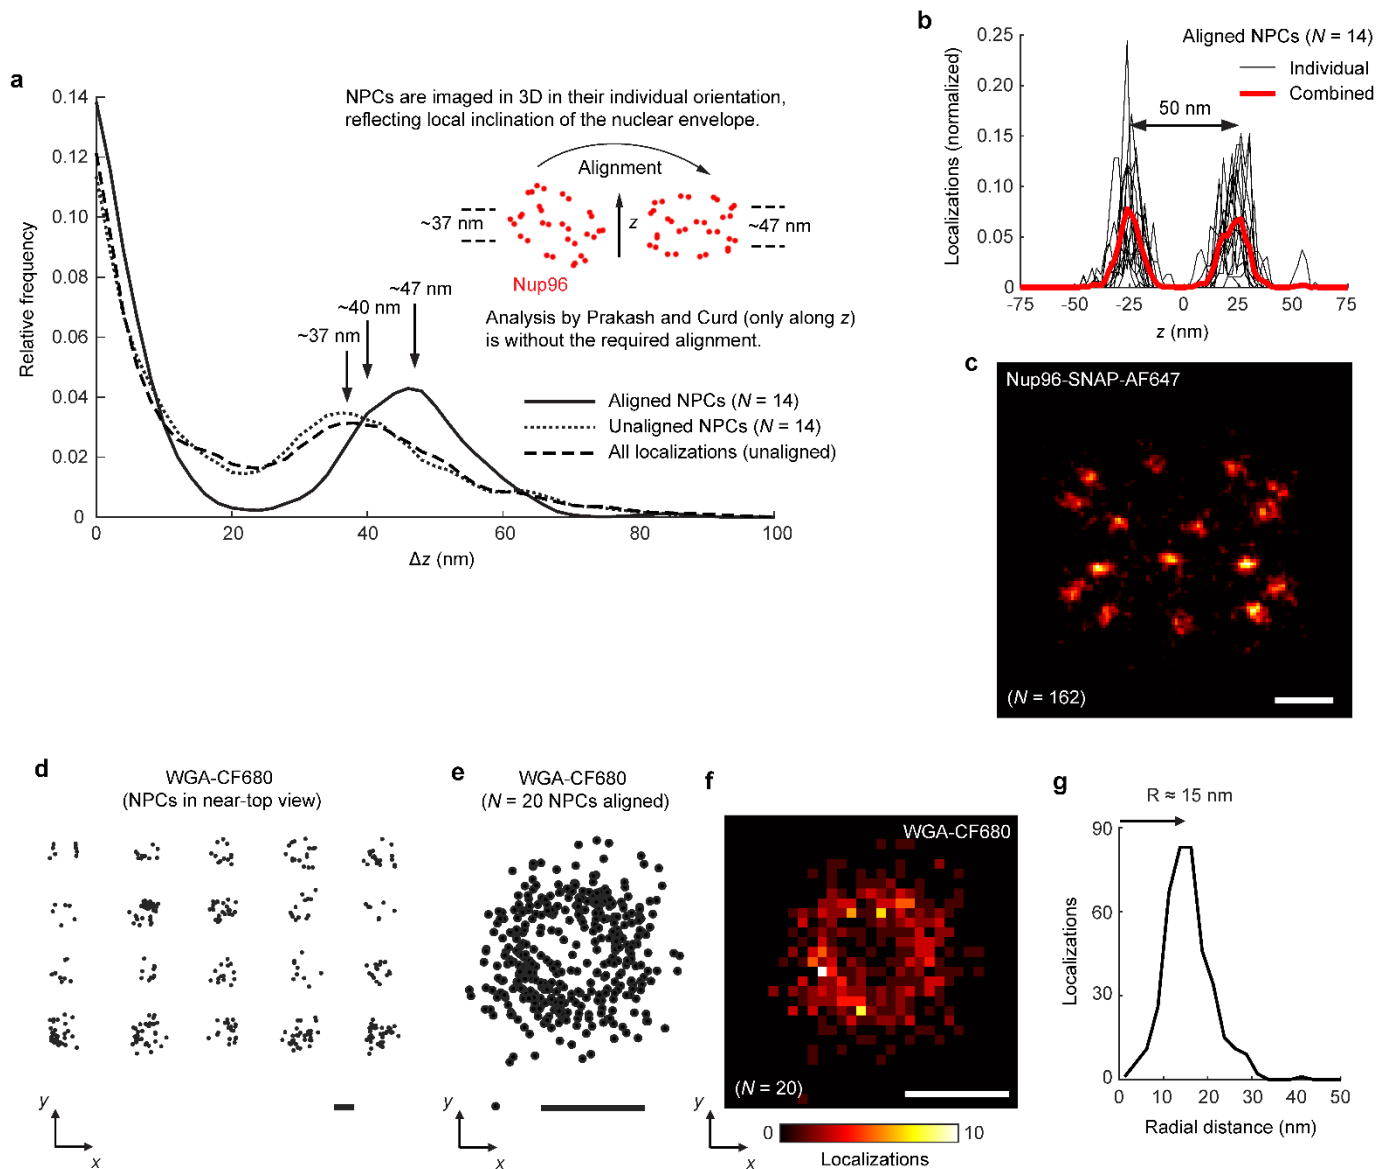 a
NPCs are imaged in 3D in their individual orientation,
reflecting local inclination of the nuclear envelope.
Alignment
~37 nm
z
~47 nm
Nup96
~37 nm
~40 nm
~47 nm
Analysis by Prakash and Curd (only along z)
is without the required alignment.
Aligned NPCs (N = 14)
Unaligned NPCs (N = 14)
All localizations (unaligned)
Relative frequency
0.14
0.12
0.10
0.08
0.06
0.04
0.02
0
0 20 40 60 80 100
Δz (nm)
b
Aligned NPCs (N = 14)
Individual
Combined
50 nm
Localizations (normalized)
0.25
0.20
0.15
0.10
0.05
0
-75 -50 -25 0 25 50 75
z (nm)
c
Nup96-SNAP-AF647
(N = 162)
d
WGA-CF680
(NPCs in near-top view)
y
x
e
WGA-CF680
(N = 20 NPCs aligned)
y
x
f
WGA-CF680
(N = 20)
y
x
0 10
Localizations
g
R ≈ 15 nm
Localizations
90
60
30
0
0 10 20 30 40 50
Radial distance (nm)